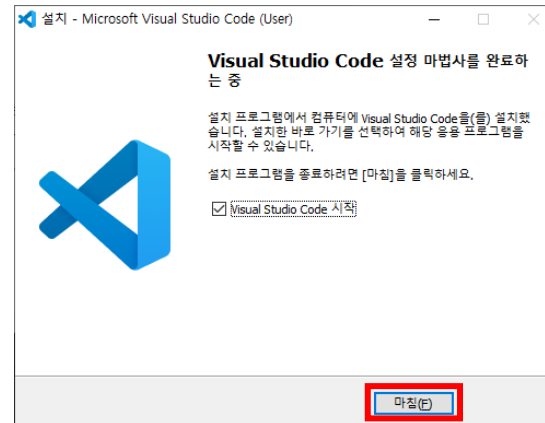 설치 - Microsoft Visual Studio Code (User)
Visual Studio Code 설정 마법사를 완료하
는 중
설치 프로그램에서 컴퓨터에 Visual Studio Code을(를) 설치했
습니다. 설치한 바로 가기를 선택하여 해당 응용 프로그램을
시작할 수 있습니다.
설치 프로그램을 종료하려면 [마침]을 클릭하세요.
Visual Studio Code 시작
마침(F)